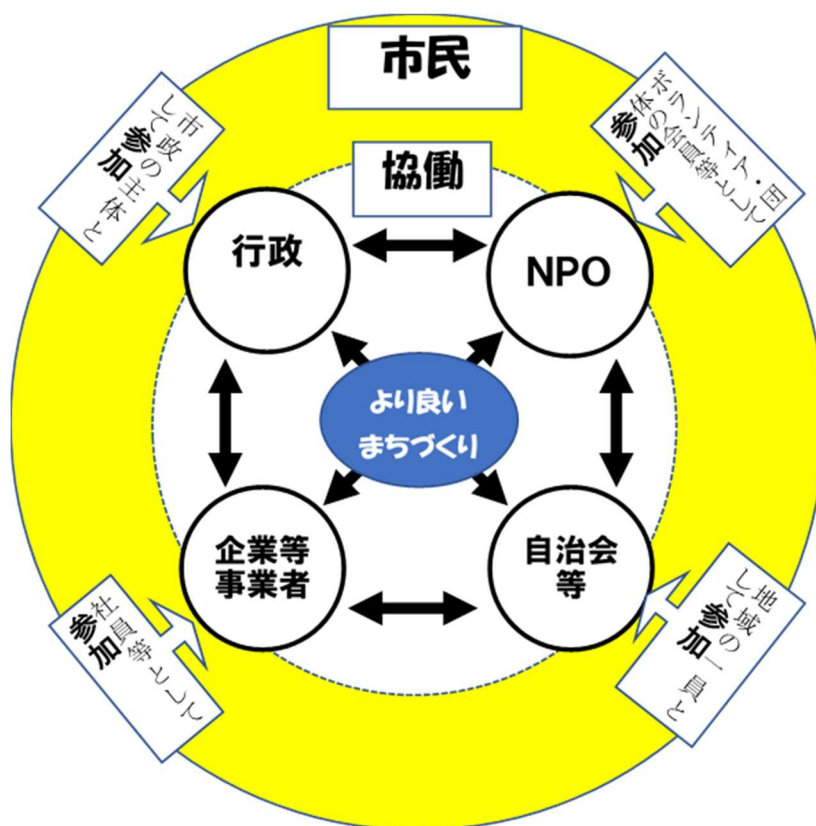 市民
協働
市政の主体と
して参加
ボランティア・団
体の会員等として
参加
行政
NPO
より良い
まちづくり
企業等
事業者
自治会
等
社員等として
参加
地域の一員と
して参加